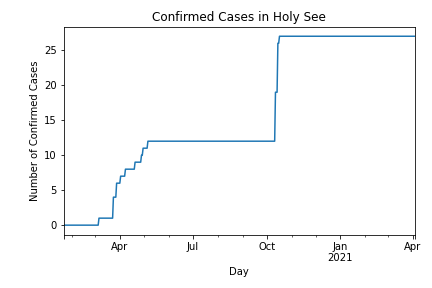 Confirmed Cases in Holy See
25
20
15
10
5
0
Number of Confirmed Cases
Apr Jul Oct Jan Apr
2021
Day